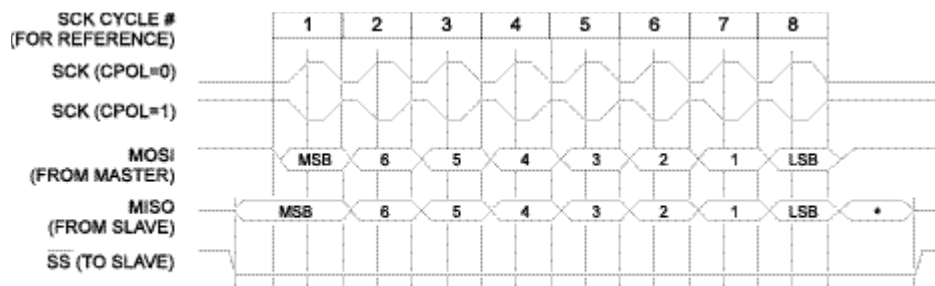 SCK CYCLE #
(FOR REFERENCE)
1 2 3 4 5 6 7 8
SCK (CPOL=0)
SCK (CPOL=1)
MOSI
(FROM MASTER)
MSB 6 5 4 3 2 1 LSB
MISO
(FROM SLAVE)
MSB 6 5 4 3 2 1 LSB *
SS (TO SLAVE)